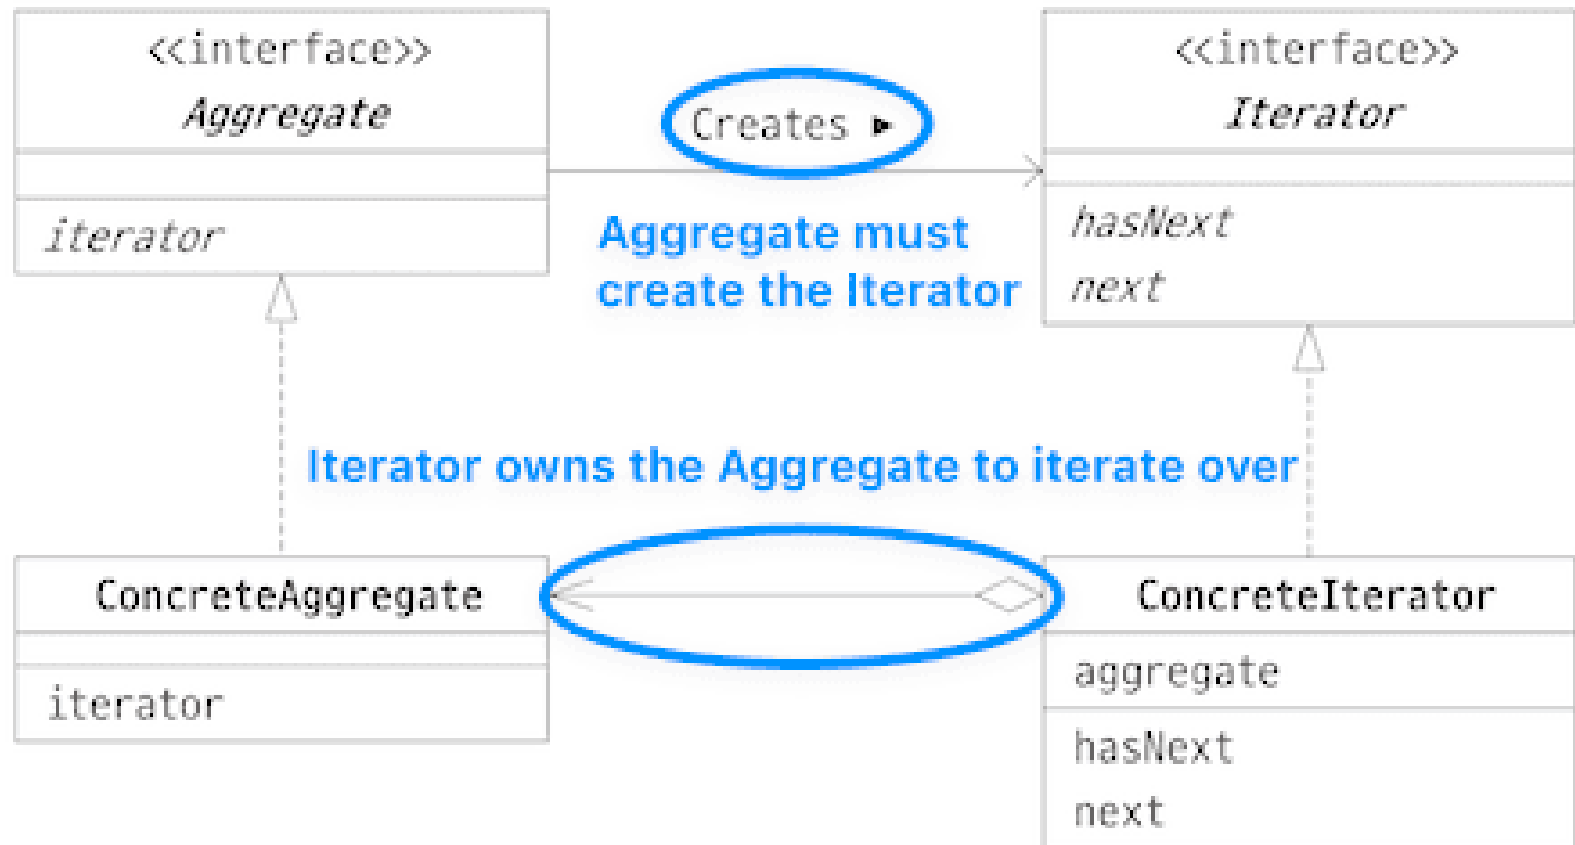 <<interface>>
Aggregate
iterator
Creates ►
Aggregate must
create the Iterator
<<interface>>
Iterator
hasNext
next
Iterator owns the Aggregate to iterate over
ConcreteAggregate
iterator
ConcreteIterator
aggregate
hasNext
next